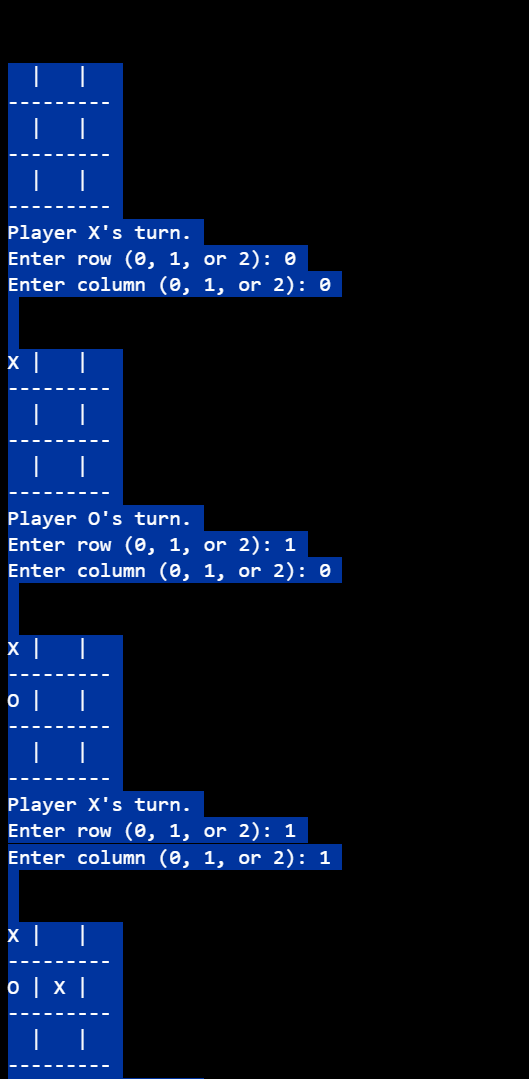 |   |
---------
  |   |
---------
  |   |
---------
Player X's turn.
Enter row (0, 1, or 2): 0
Enter column (0, 1, or 2): 0
X |   |
---------
  |   |
---------
  |   |
---------
Player O's turn.
Enter row (0, 1, or 2): 1
Enter column (0, 1, or 2): 0
X |   |
---------
O |   |
---------
  |   |
---------
Player X's turn.
Enter row (0, 1, or 2): 1
Enter column (0, 1, or 2): 1
X |   |
---------
O | X |
---------
  |   |
---------